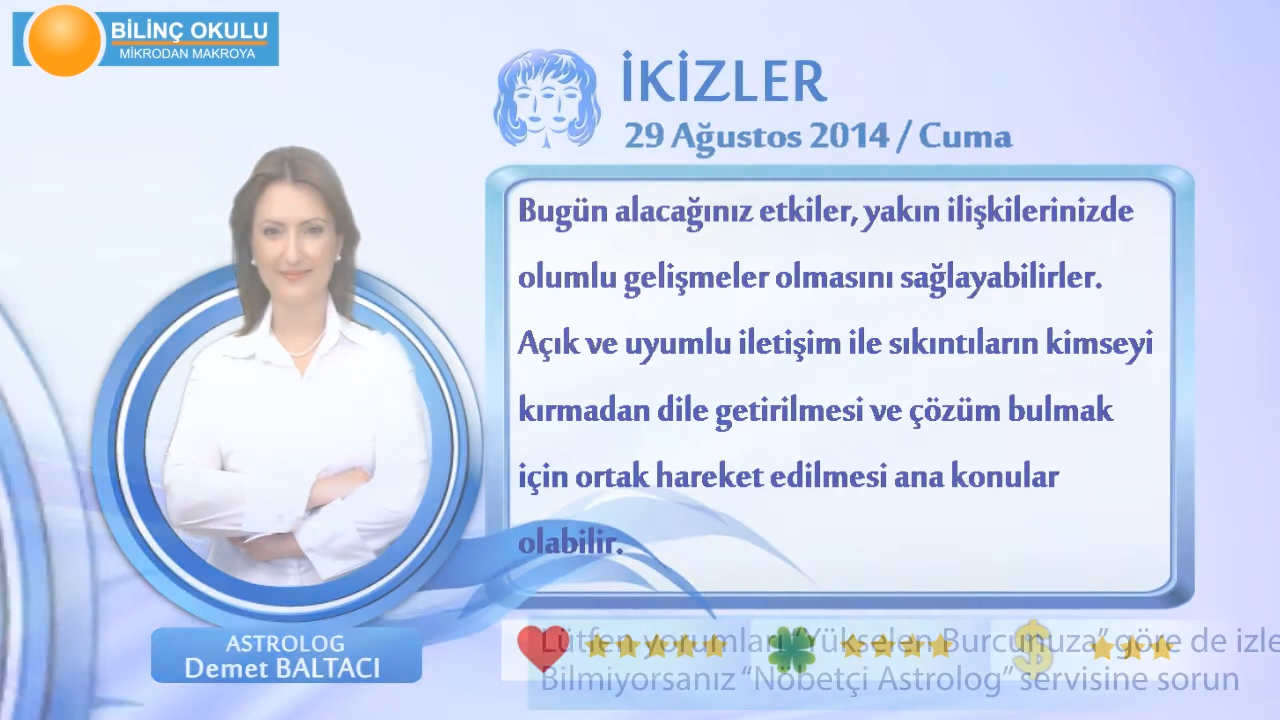 BİLİNÇ OKULU
MİKRODAN MAKROYA
İKİZLER
29 Ağustos 2014 / Cuma
Bugün alacağınız etkiler, yakın ilişkilerinizde
olumlu gelişmeler olmasını sağlayabilirler.
Açık ve uyumlu iletişim ile sıkıntıların kimseyi
kırmadan dile getirilmesi ve çözüm bulmak
için ortak hareket edilmesi ana konular
olabilir.
ASTROLOG
Demet BALTACI
Lütfen yorumları “Yükselen Burcunuza” göre de izle
Bilmiyorsanız “Nöbetçi Astrolog” servisine sorun